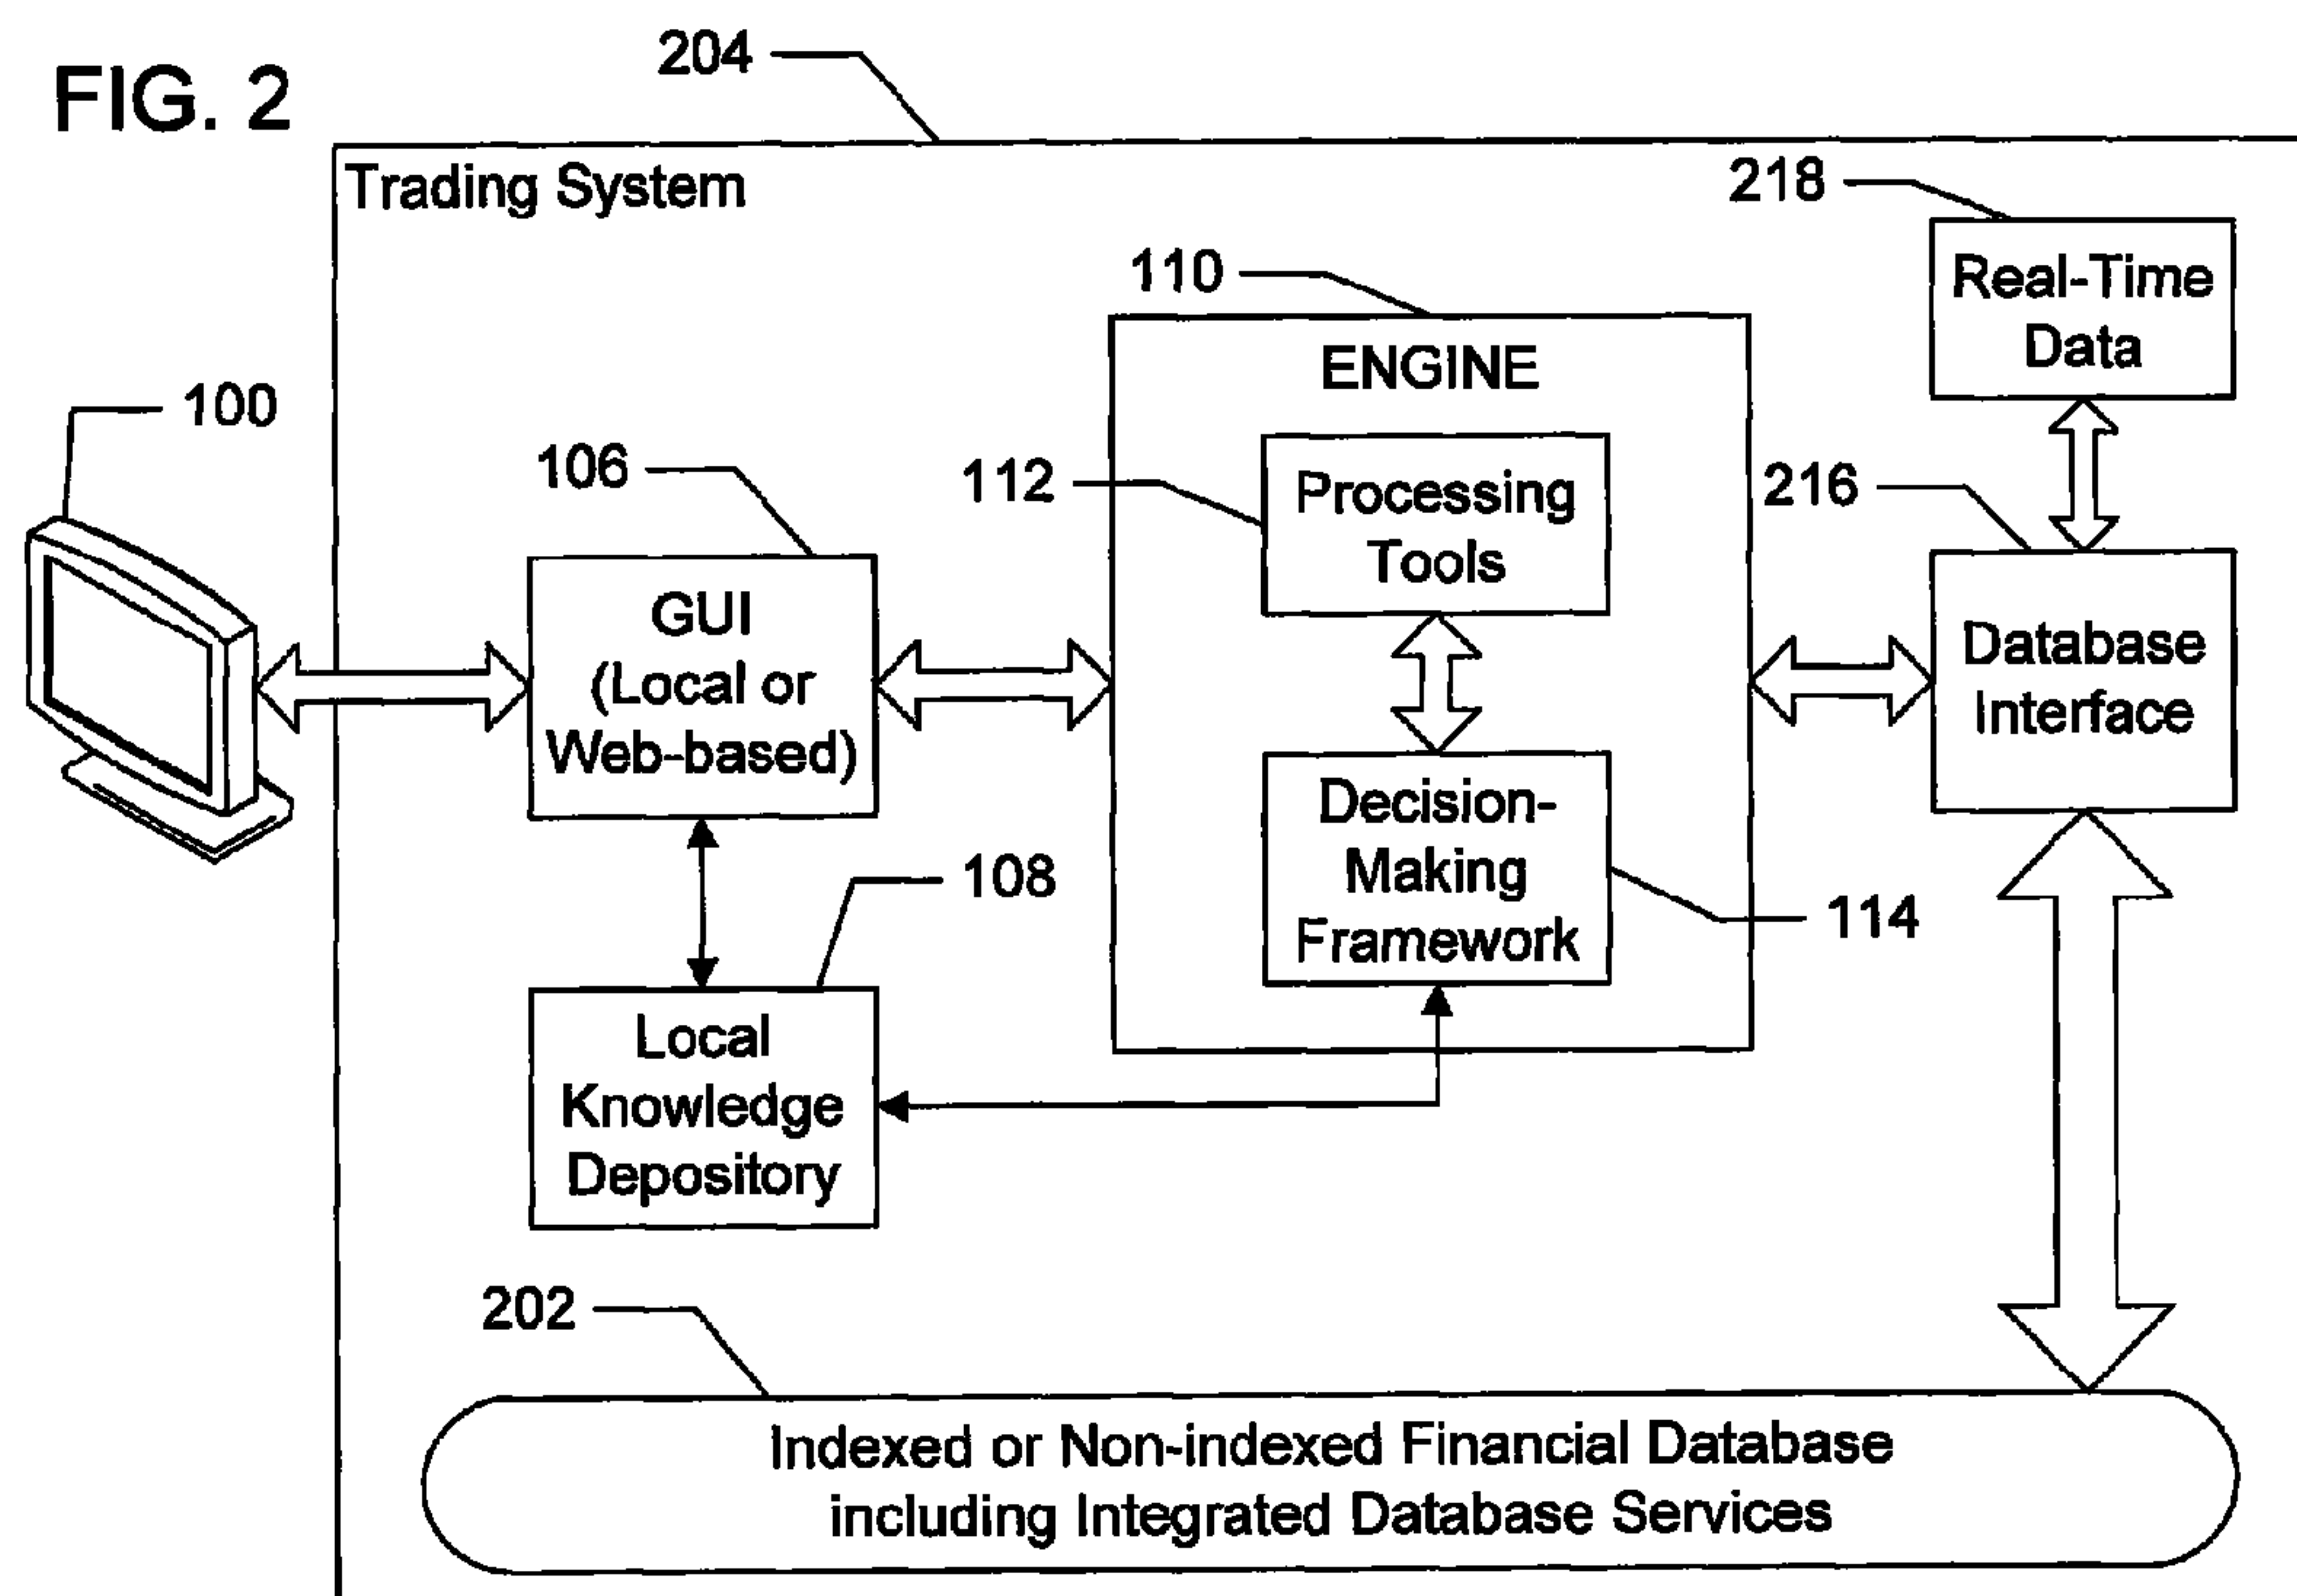 FIG. 2
204
Trading System
218
Real-Time
Data
110
ENGINE
100
106
112
Processing
Tools
216
GUI
(Local or
Web-based)
Database
Interface
Decision-
Making
Framework
108
114
Local
Knowledge
Depository
202
Indexed or Non-indexed Financial Database
including Integrated Database Services